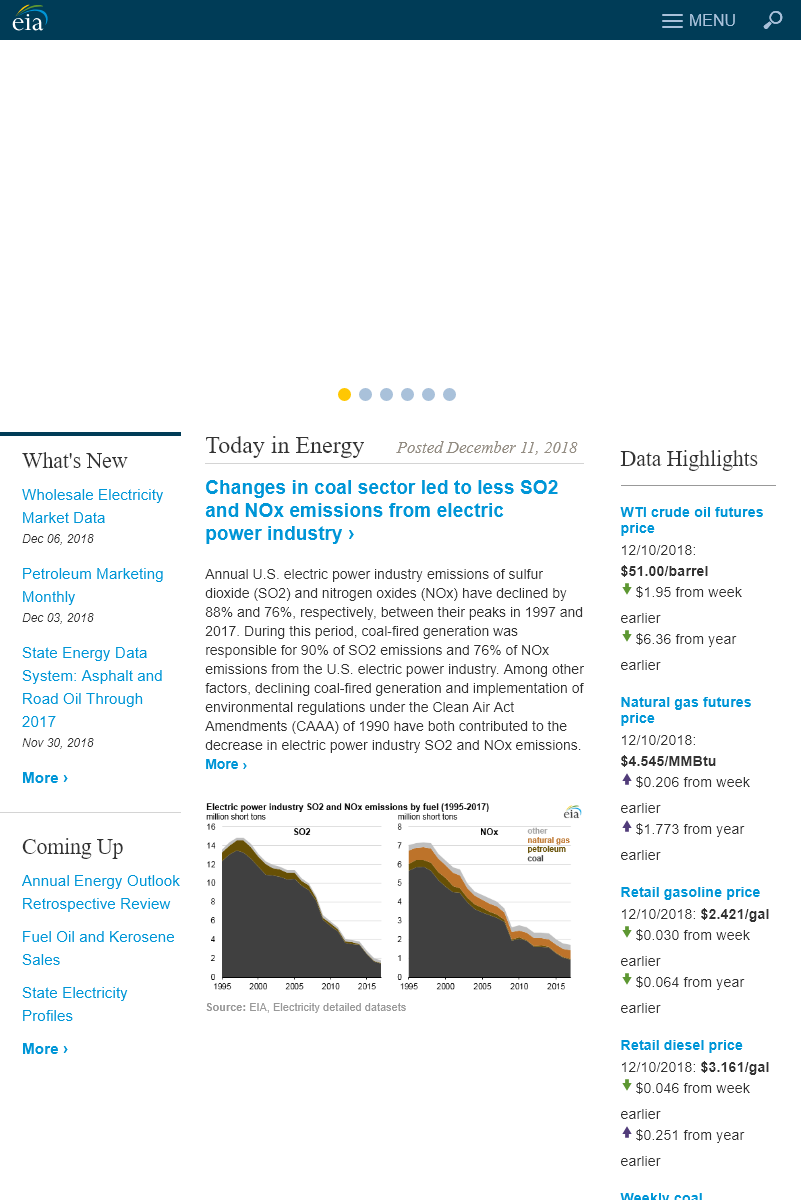 eia
MENU
What's New
Wholesale Electricity
Market Data
Dec 06, 2018
Petroleum Marketing
Monthly
Dec 03, 2018
State Energy Data
System: Asphalt and
Road Oil Through
2017
Nov 30, 2018
More ›
Coming Up
Annual Energy Outlook
Retrospective Review
Fuel Oil and Kerosene
Sales
State Electricity
Profiles
More ›
Today in Energy Posted December 11, 2018
Changes in coal sector led to less SO2
and NOx emissions from electric
power industry ›
Annual U.S. electric power industry emissions of sulfur
dioxide (SO2) and nitrogen oxides (NOx) have declined by
88% and 76%, respectively, between their peaks in 1997 and
2017. During this period, coal-fired generation was
responsible for 90% of SO2 emissions and 76% of NOx
emissions from the U.S. electric power industry. Among other
factors, declining coal-fired generation and implementation of
environmental regulations under the Clean Air Act
Amendments (CAAA) of 1990 have both contributed to the
decrease in electric power industry SO2 and NOx emissions.
More ›
Electric power industry SO2 and NOx emissions by fuel (1995-2017)
million short tons
million short tons
eia
16
14
12
10
8
6
4
2
0
SO2
1995 2000 2005 2010 2015
8
7
6
5
4
3
2
1
0
NOx
other
natural gas
petroleum
coal
1995 2000 2005 2010 2015
Source: EIA, Electricity detailed datasets
Data Highlights
WTI crude oil futures
price
12/10/2018:
$51.00/barrel
$1.95 from week
earlier
$6.36 from year
earlier
Natural gas futures
price
12/10/2018:
$4.545/MMBtu
$0.206 from week
earlier
$1.773 from year
earlier
Retail gasoline price
12/10/2018: $2.421/gal
$0.030 from week
earlier
$0.064 from year
earlier
Retail diesel price
12/10/2018: $3.161/gal
$0.046 from week
earlier
$0.251 from year
earlier
Weekly coal